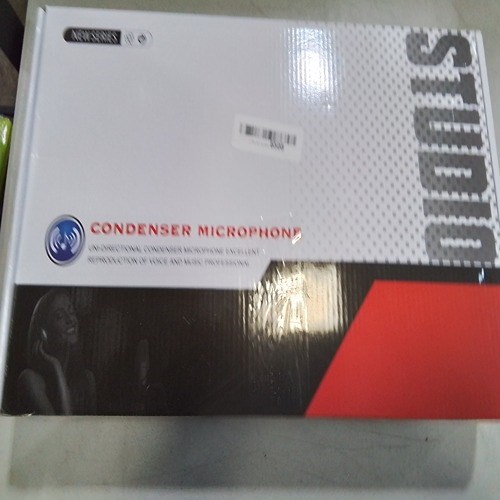 NEW SERIES
STUDIO
CONDENSER MICROPHONE
UNI-DIRECTIONAL CONDENSER MICROPHONE EXCELLENT
REPRODUCTION OF VOICE AND MUSIC PROFESSIONAL